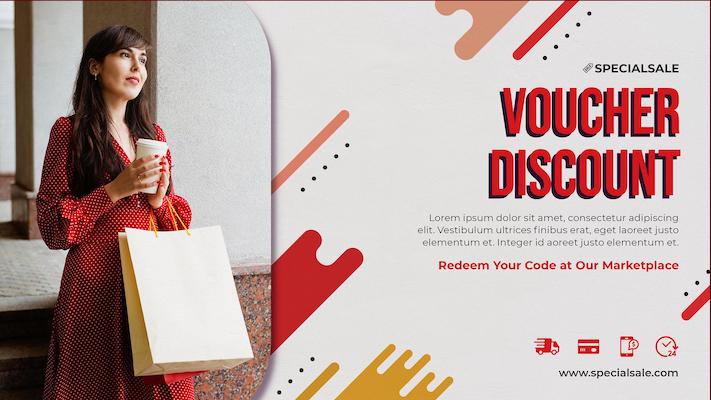 SPECIALSALE
VOUCHER
DISCOUNT
Lorem ipsum dolor sit amet, consectetur adipiscing
elit. Vestibulum ultrices finibus erat, eget laoreet justo
elementum et. Integer id aoreet justo elementum et.
Redeem Your Code at Our Marketplace
24
www.specialsale.com